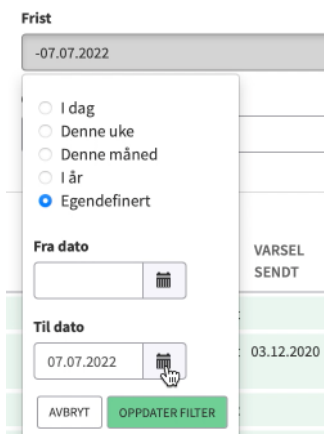 Frist
-07.07.2022
I dag
Denne uke
Denne måned
I år
Egendefinert
Fra dato
VARSEL
SENDT
Til dato
07.07.2022
03.12.2020
AVBRYT
OPPDATER FILTER